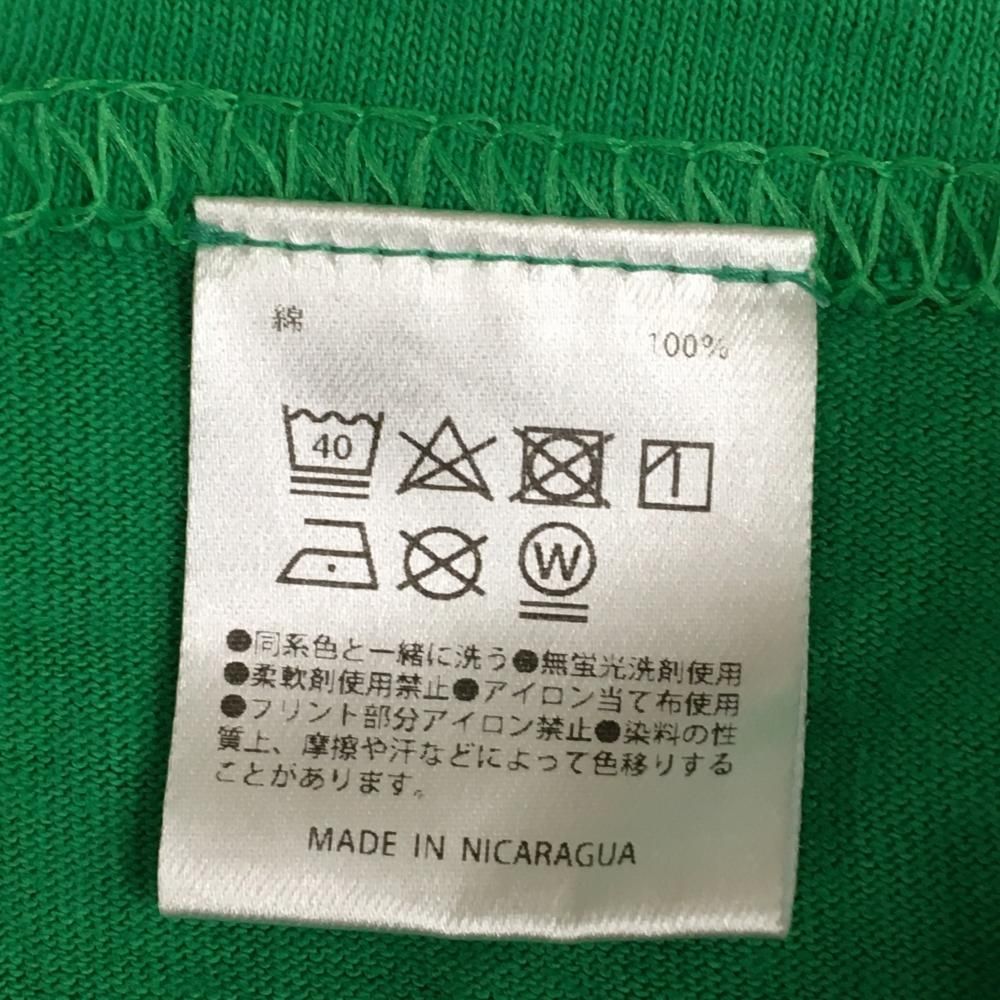 綿 100%
40
W
●同系色と一緒に洗う●無蛍光洗剤使用
●柔軟剤使用禁止●アイロン当て布使用
●プリント部分アイロン禁止●染料の性
質上、摩擦や汗などによって色移りする
ことがあります。
MADE IN NICARAGUA